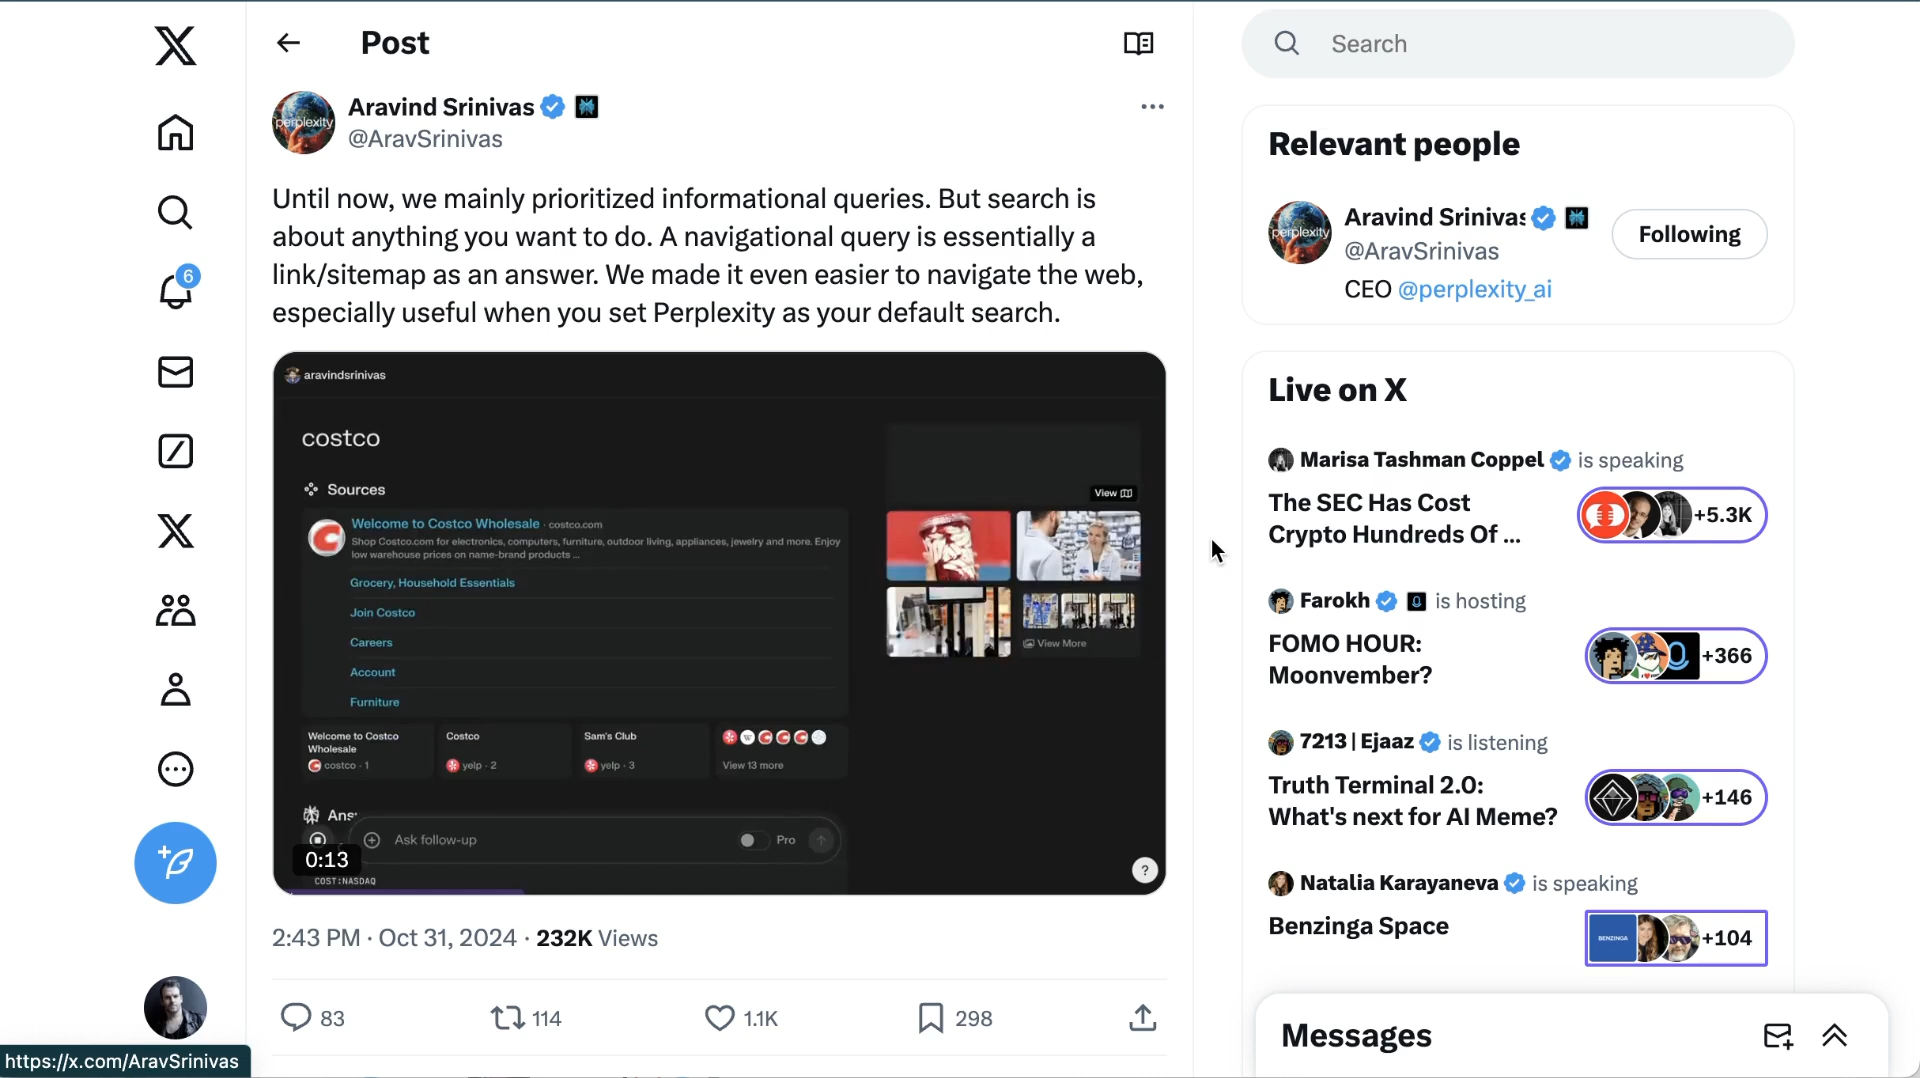 Post
Search
perplexity
Aravind Srinivas
@AravSrinivas
Until now, we mainly prioritized informational queries. But search is
about anything you want to do. A navigational query is essentially a
link/sitemap as an answer. We made it even easier to navigate the web,
especially useful when you set Perplexity as your default search.
aravindsrinivas
costco
Sources
View
Welcome to Costco Wholesale · costco.com
Shop Costco.com for electronics, computers, furniture, outdoor living, appliances, jewelry and more. Enjoy
low warehouse prices on name-brand products ...
Grocery, Household Essentials
Join Costco
Careers
Account
Furniture
View More
Welcome to Costco
Wholesale
costco · 1
Costco
yelp · 2
Sam's Club
yelp · 3
View 13 more
Ans
Ask follow-up
Pro
0:13
COST:NASDAQ
?
2:43 PM · Oct 31, 2024 · 232K Views
83
114
1.1K
298
6
Relevant people
perplexity
Aravind Srinivas
@AravSrinivas
Following
CEO @perplexity_ai
Live on X
Marisa Tashman Coppel is speaking
The SEC Has Cost
Crypto Hundreds Of ...
+5.3K
Farokh is hosting
FOMO HOUR:
Moonvember?
+366
7213 | Ejaaz is listening
Truth Terminal 2.0:
What's next for AI Meme?
+146
Natalia Karayaneva is speaking
Benzinga Space
BENZINGA
+104
Messages
https://x.com/AravSrinivas